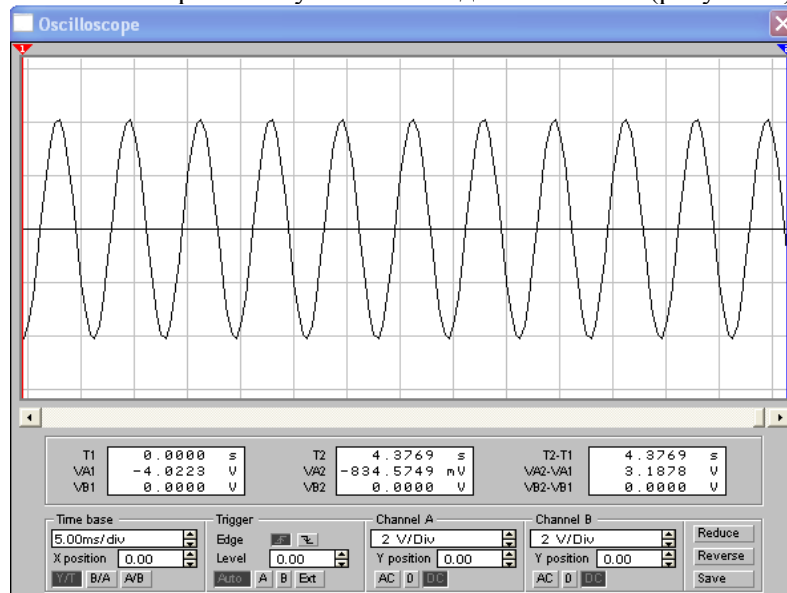 Oscilloscope
1
T1 0.0000 s T2 4.3769 s T2-T1 4.3769 s
VA1 -4.0223 V VA2 -834.5749 mV VA2-VA1 3.1878 V
VB1 0.0000 V VB2 0.0000 V VB2-VB1 0.0000 V
Time base Trigger Channel A Channel B
5.00ms/div Edge 2 V/Div 2 V/Div Reduce
X position 0.00 Level 0.00 Y position 0.00 Y position 0.00 Reverse
Y/T B/A A/B Auto A B Ext AC 0 DC AC 0 DC Save